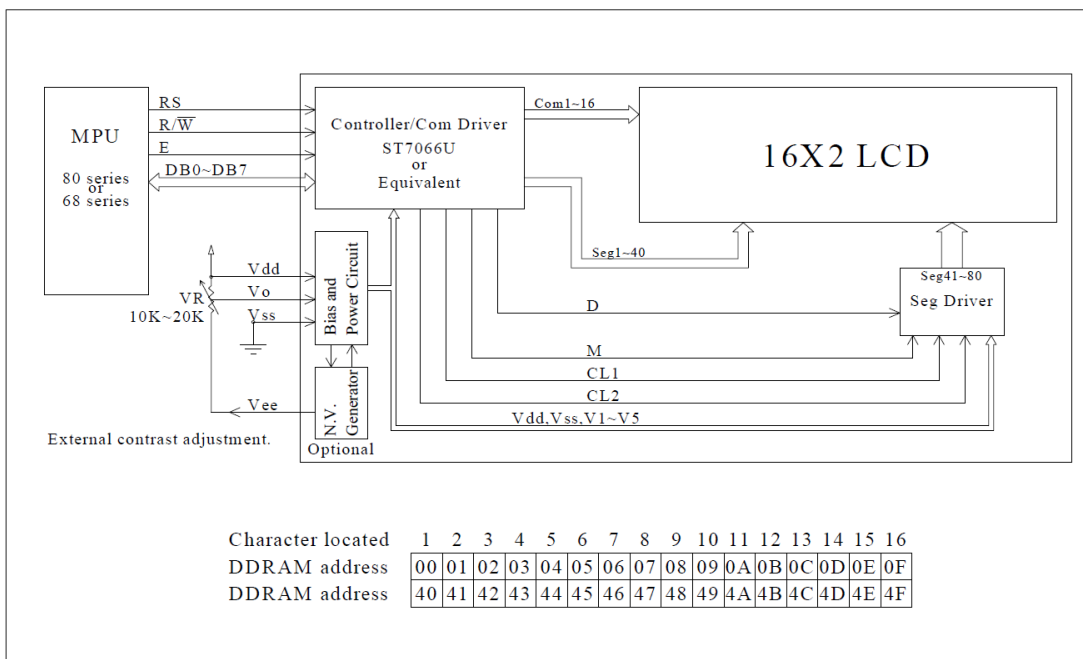 MPU
80 series
or
68 series
RS
R/W̅
E
DB0~DB7
Controller/Com Driver
ST7066U
or
Equivalent
Com1~16
16X2 LCD
Seg1~40
Seg41~80
Seg Driver
Vdd
Vo
Vss
VR
10K~20K
Bias and
Power Circuit
D
M
CL1
CL2
Vdd,Vss,V1~V5
N.V.
Generator
Optional
Vee
External contrast adjustment.
Character located 1 2 3 4 5 6 7 8 9 10 11 12 13 14 15 16
DDRAM address 00 01 02 03 04 05 06 07 08 09 0A 0B 0C 0D 0E 0F
DDRAM address 40 41 42 43 44 45 46 47 48 49 4A 4B 4C 4D 4E 4F